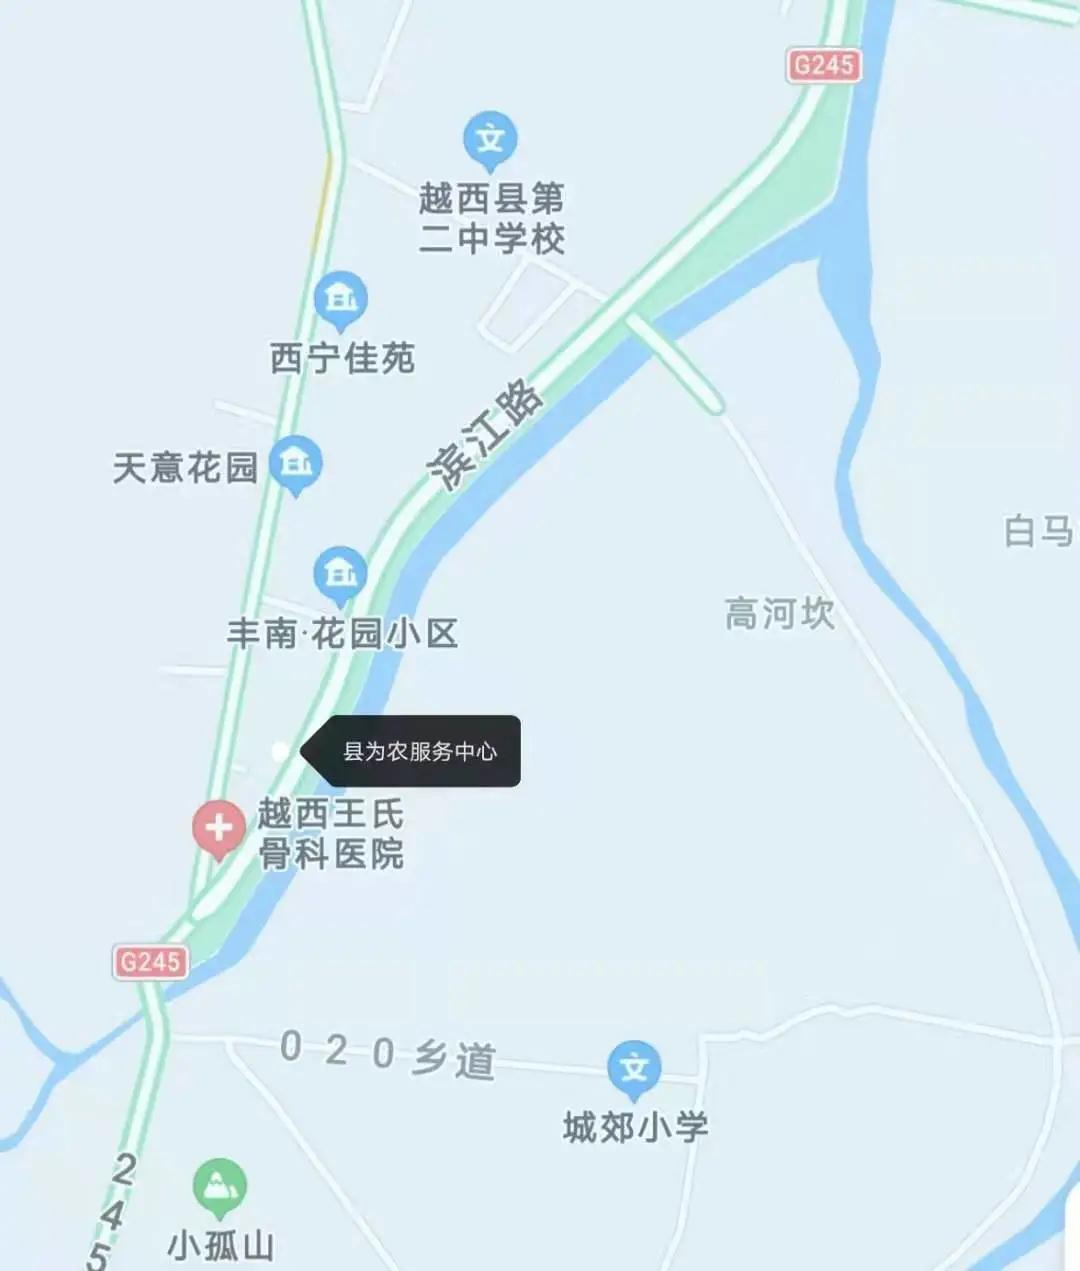 G245
文
越西县第
二中学校
西宁佳苑
滨江路
天意花园
白马
高河坎
丰南·花园小区
县为农服务中心
越西王氏
骨科医院
G245
020乡道
文
城郊小学
245
小孤山